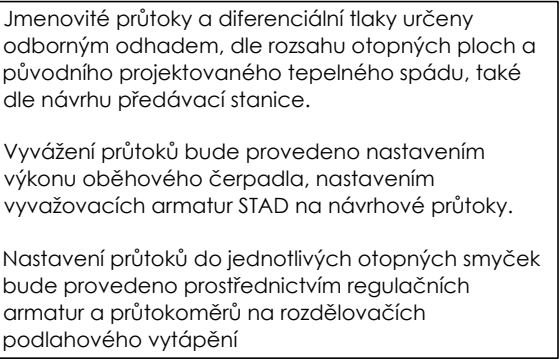 Jmenovité průtoky a diferenciální tlaky určeny
odborným odhadem, dle rozsahu otopných ploch a
původního projektovaného tepelného spádu, také
dle návrhu předávací stanice.
Vyvážení průtoků bude provedeno nastavením
výkonu oběhového čerpadla, nastavením
vyvažovacích armatur STAD na návrhové průtoky.
Nastavení průtoků do jednotlivých otopných smyček
bude provedeno prostřednictvím regulačních
armatur a průtokoměrů na rozdělovačích
podlahového vytápění